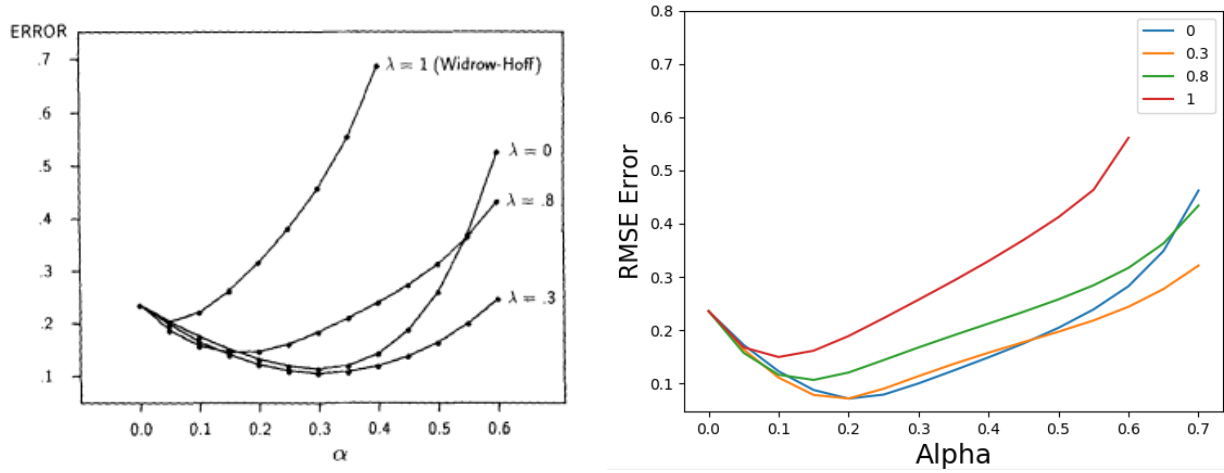 ERROR
.7
.6
.5
.4
.3
.2
.1
λ = 1 (Widrow-Hoff)
λ = 0
λ = .8
λ = .3
0.0 0.1 0.2 0.3 0.4 0.5 0.6
α
0.8
0.7
0.6
0.5
0.4
0.3
0.2
0.1
RMSE Error
0
0.3
0.8
1
0.0 0.1 0.2 0.3 0.4 0.5 0.6 0.7
Alpha